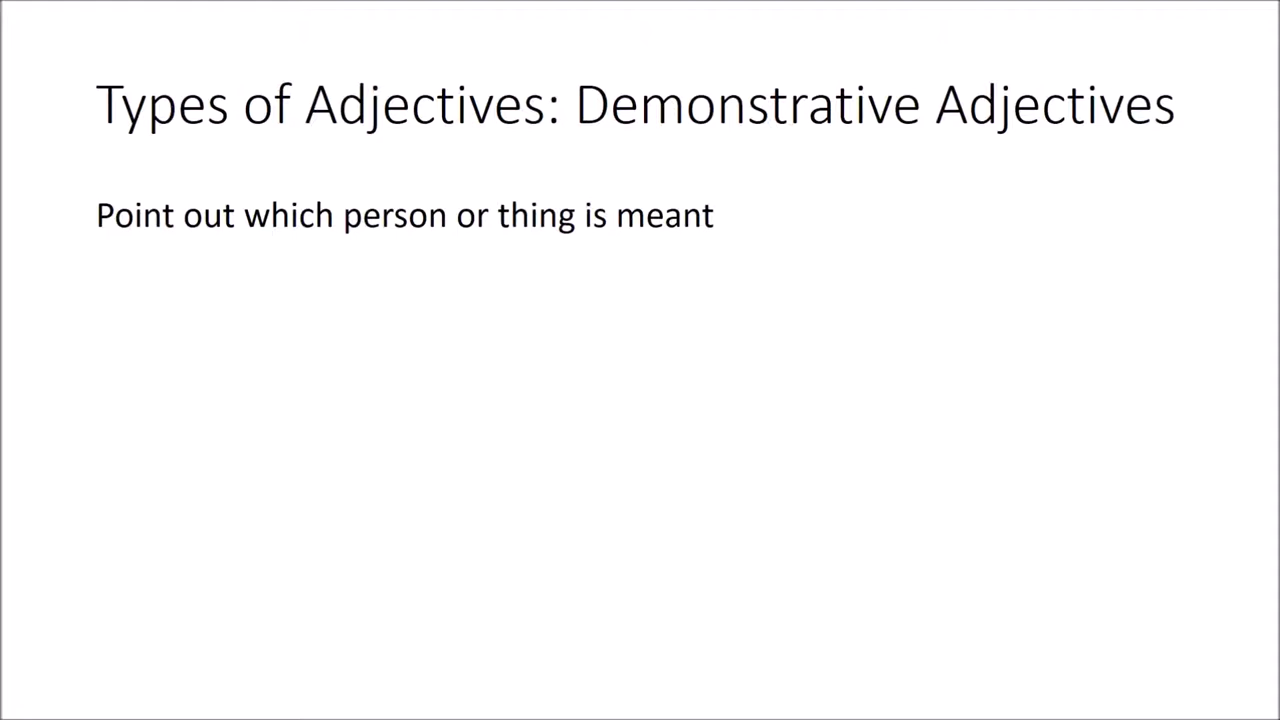 Types of Adjectives: Demonstrative Adjectives
Point out which person or thing is meant